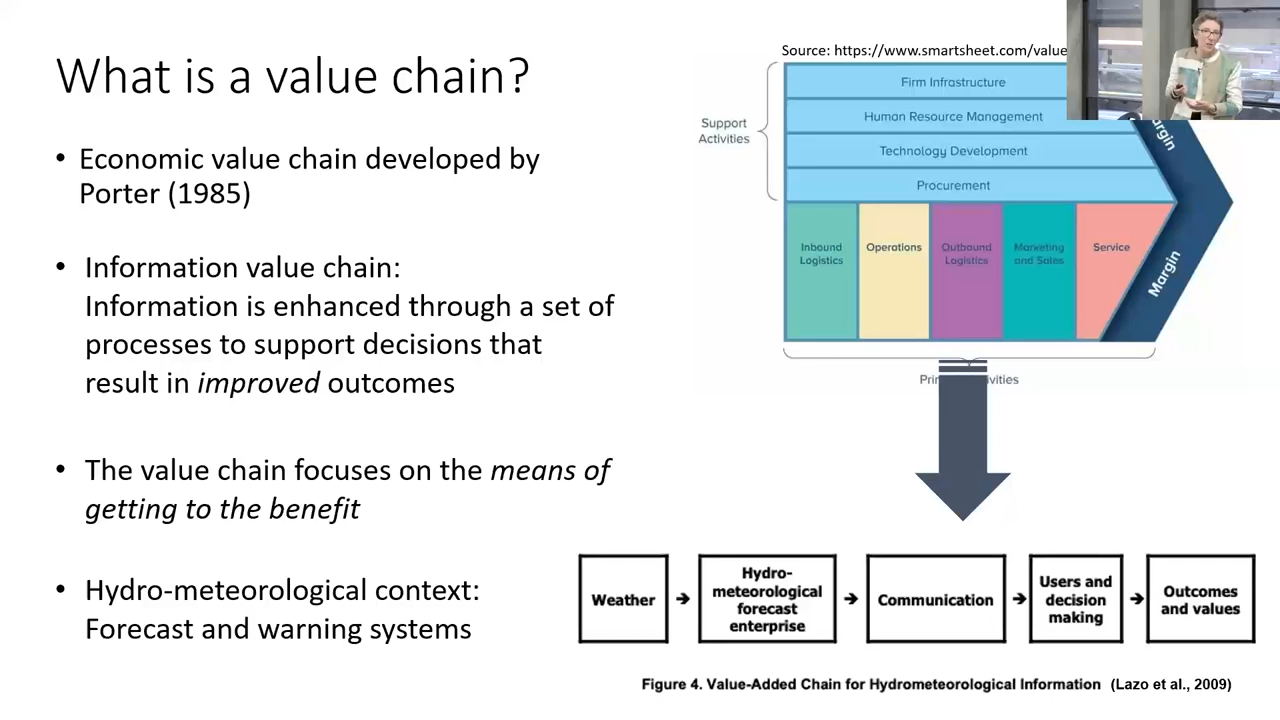 What is a value chain?
• Economic value chain developed by
Porter (1985)
• Information value chain:
Information is enhanced through a set of
processes to support decisions that
result in improved outcomes
• The value chain focuses on the means of
getting to the benefit
• Hydro-meteorological context:
Forecast and warning systems
Source: https://www.smartsheet.com/value
Support
Activities
Firm Infrastructure
Human Resource Management
Technology Development
Procurement
Inbound
Logistics
Operations
Outbound
Logistics
Marketing
and Sales
Service
Margin
Weather
Hydro-
meteorological
forecast
enterprise
Communication
Users and
decision
making
Outcomes
and values
Figure 4. Value-Added Chain for Hydrometeorological Information (Lazo et al., 2009)